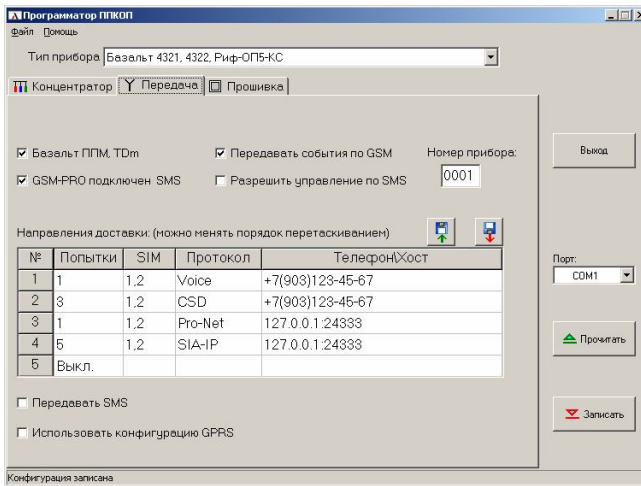 Программатор ППКОП
Файл Помощь
Тип прибора Базальт 4321, 4322, Риф-ОП5-КС
Концентратор Передача Прошивка
Базальт ППМ, TDm Передавать события по GSM Номер прибора:
GSM-PRO подключен SMS Разрешить управление по SMS 0001
Выход
Направления доставки: (можно менять порядок перетаскиванием)
№ Попытки SIM Протокол Телефон\Хост
1 1 1,2 Voice +7(903)123-45-67
2 3 1,2 CSD +7(903)123-45-67
3 1 1,2 Pro-Net 127.0.0.1:24333
4 5 1,2 SIA-IP 127.0.0.1:24333
5 Выкл.
Порт:
COM1
Прочитать
Записать
Передавать SMS
Использовать конфигурацию GPRS
Конфигурация записана